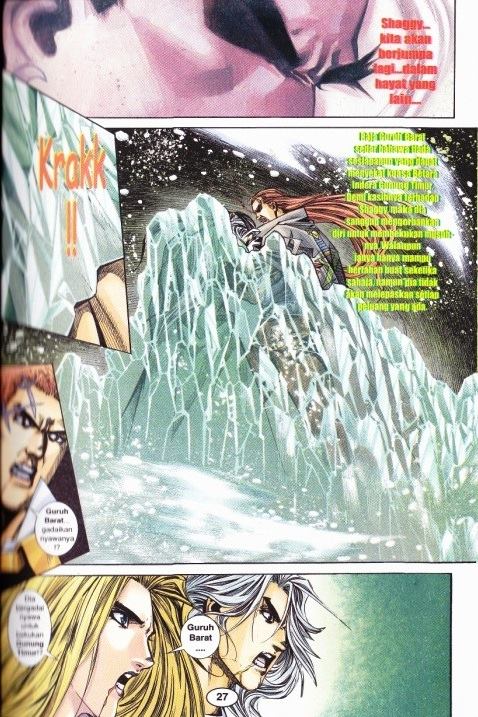 Shaggy...
kita akan
berjumpa
lagi...dalam
hayat yang
lain....
Krakk
!!
Raja Guruh Barat
sedar bahawa tiada
sesiapapun yang dapat
menyekat kuasa Betara
Indera Gunung Timur.
Demi kasihnya terhadap
Shaggy, maka dia
sanggup mengorbankan
diri untuk membekukan musuh-
nya. Walaupun
ianya hanya mampu
bertahan buat seketika
sahaja, namun dia tidak
akan melepaskan setiap
peluang yang ada.
Guruh
Barat...
gadaikan
nyawanya
!?
Dia
nyawa
untuk
bekukan
Gunung
Timur!?
Guruh
Barat
....
27